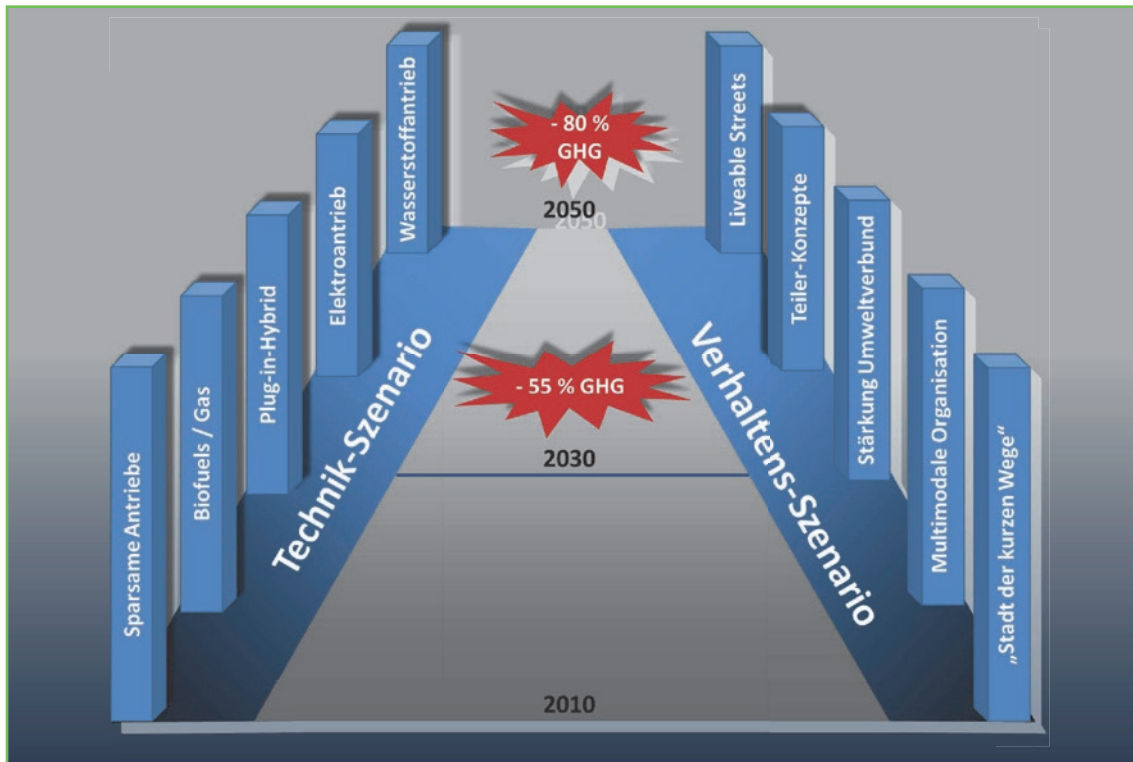 Sparsame Antriebe
Biofuels / Gas
Plug-in-Hybrid
Elektroantrieb
Wasserstoffantrieb
Technik-Szenario
- 80 %
GHG
2050
- 55 % GHG
2030
2010
Verhaltens-Szenario
Liveable Streets
Teiler-Konzepte
Stärkung Umweltverbund
Multimodale Organisation
„Stadt der kurzen Wege“